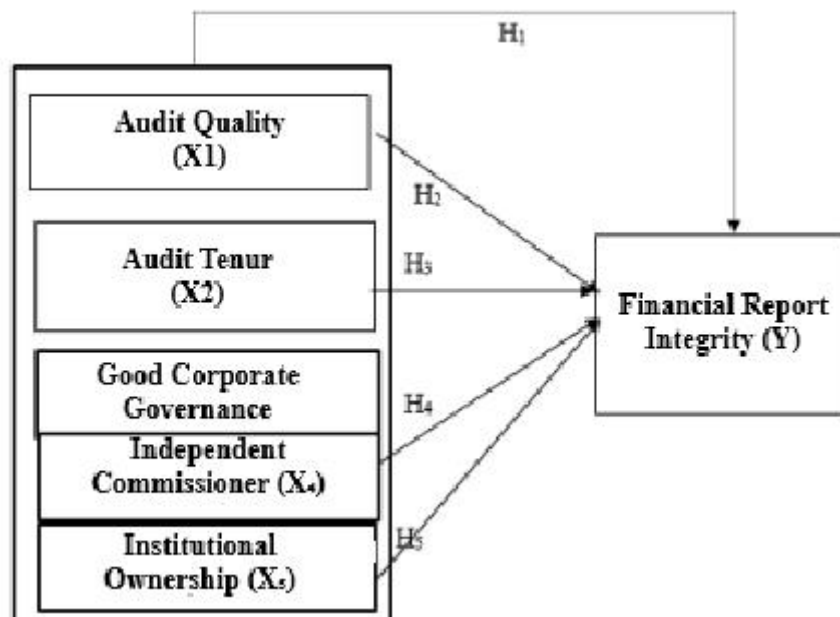 H₁
Audit Quality
(X1)
H₂
Audit Tenur
(X2)
H₃
Financial Report
Integrity (Y)
Good Corporate
Governance
H₄
Independent
Commissioner (X₄)
H₅
Institutional
Ownership (X₅)